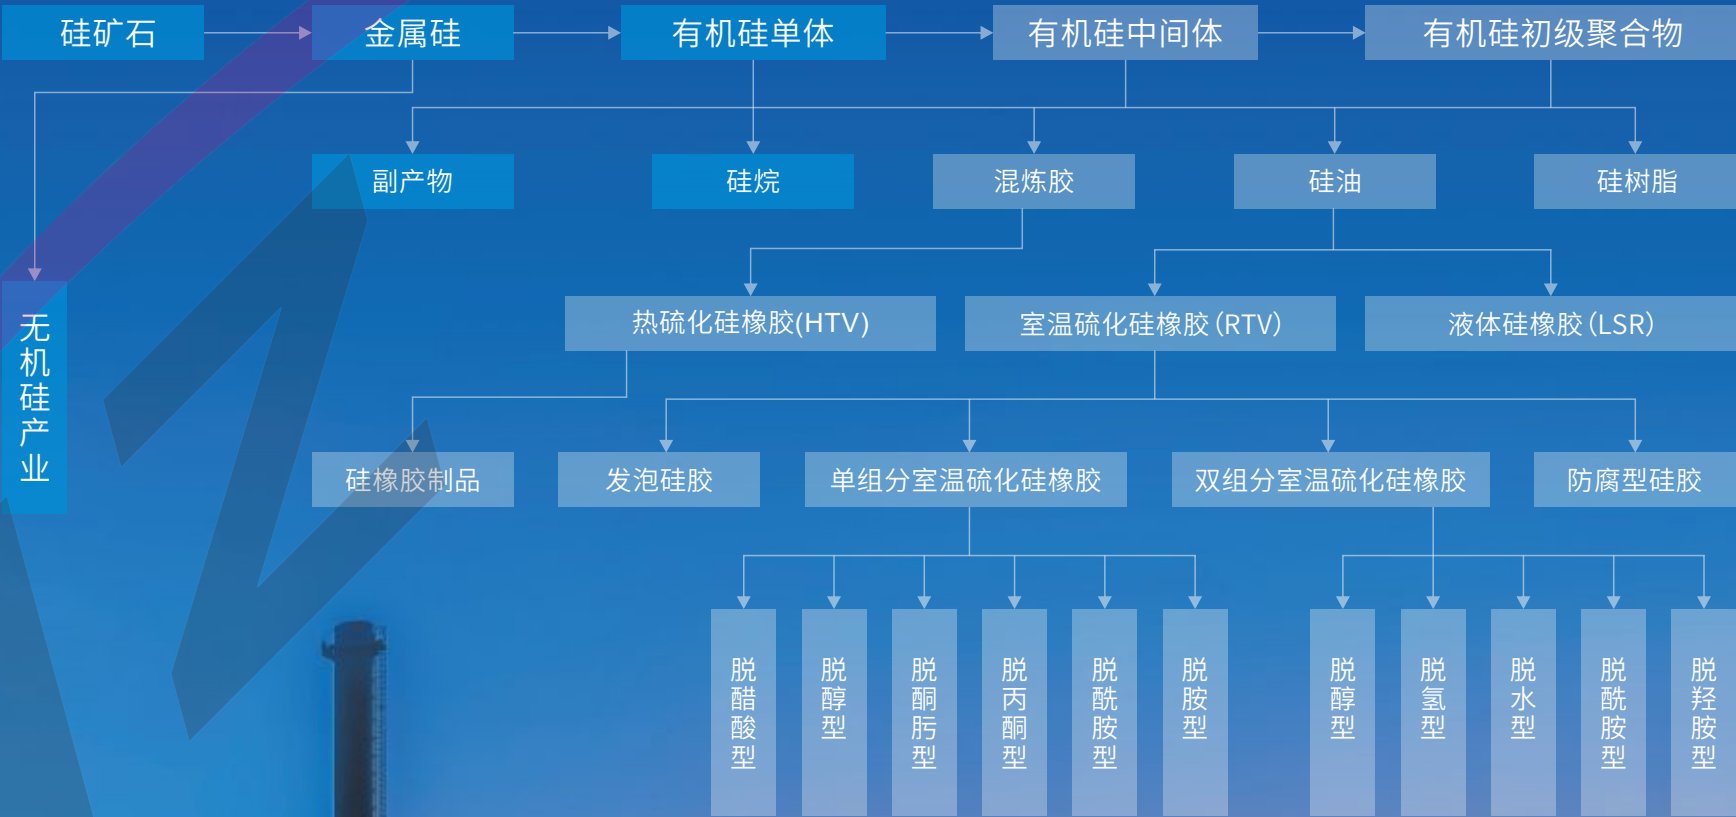 硅矿石
金属硅
有机硅单体
有机硅中间体
有机硅初级聚合物
副产物
硅烷
混炼胶
硅油
硅树脂
无机硅产业
热硫化硅橡胶(HTV)
室温硫化硅橡胶(RTV)
液体硅橡胶(LSR)
硅橡胶制品
发泡硅胶
单组分室温硫化硅橡胶
双组分室温硫化硅橡胶
防腐型硅胶
脱醋酸型
脱醇型
脱酮肟型
脱丙酮型
脱酰胺型
脱胺型
脱醇型
脱氢型
脱水型
脱酰胺型
脱羟胺型